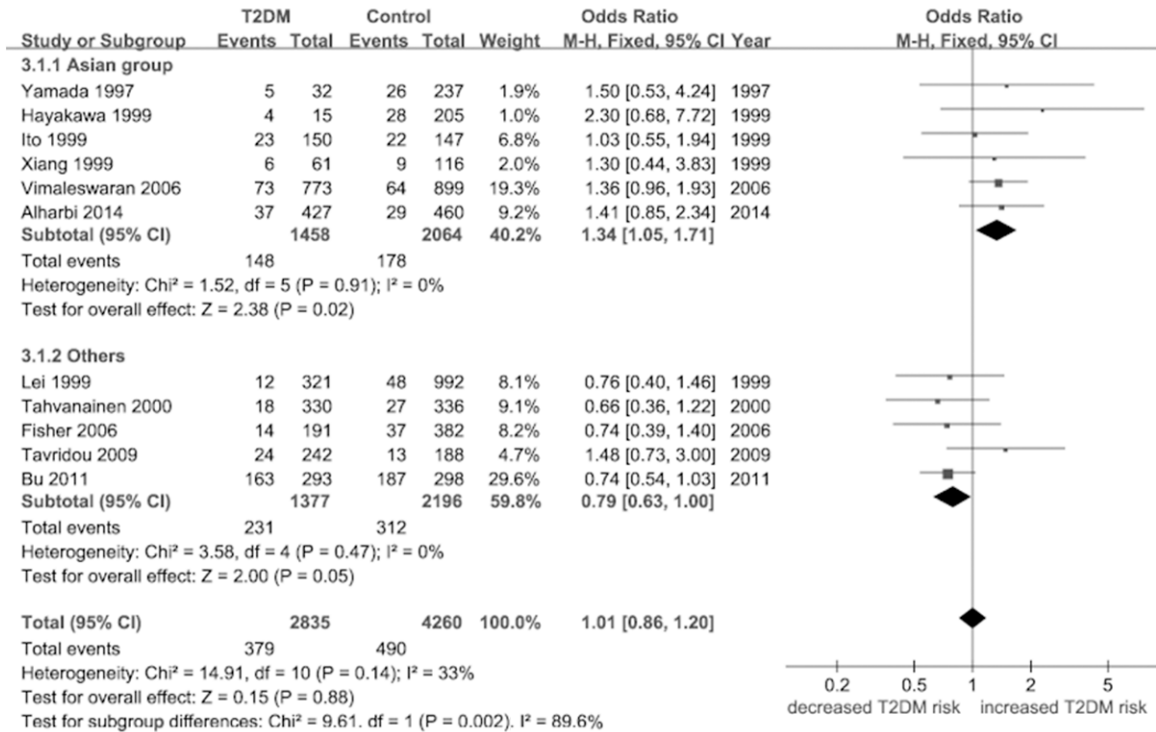 T2DM Control Odds Ratio Odds Ratio
Study or Subgroup Events Total Events Total Weight M-H, Fixed, 95% CI Year M-H, Fixed, 95% CI
3.1.1 Asian group
Yamada 1997 5 32 26 237 1.9% 1.50 [0.53, 4.24] 1997
Hayakawa 1999 4 15 28 205 1.0% 2.30 [0.68, 7.72] 1999
Ito 1999 23 150 22 147 6.8% 1.03 [0.55, 1.94] 1999
Xiang 1999 6 61 9 116 2.0% 1.30 [0.44, 3.83] 1999
Vimaleswaran 2006 73 773 64 899 19.3% 1.36 [0.96, 1.93] 2006
Alharbi 2014 37 427 29 460 9.2% 1.41 [0.85, 2.34] 2014
Subtotal (95% CI) 1458 2064 40.2% 1.34 [1.05, 1.71]
Total events 148 178
Heterogeneity: Chi² = 1.52, df = 5 (P = 0.91); I² = 0%
Test for overall effect: Z = 2.38 (P = 0.02)
3.1.2 Others
Lei 1999 12 321 48 992 8.1% 0.76 [0.40, 1.46] 1999
Tahvanainen 2000 18 330 27 336 9.1% 0.66 [0.36, 1.22] 2000
Fisher 2006 14 191 37 382 8.2% 0.74 [0.39, 1.40] 2006
Tavridou 2009 24 242 13 188 4.7% 1.48 [0.73, 3.00] 2009
Bu 2011 163 293 187 298 29.6% 0.74 [0.54, 1.03] 2011
Subtotal (95% CI) 1377 2196 59.8% 0.79 [0.63, 1.00]
Total events 231 312
Heterogeneity: Chi² = 3.58, df = 4 (P = 0.47); I² = 0%
Test for overall effect: Z = 2.00 (P = 0.05)
Total (95% CI) 2835 4260 100.0% 1.01 [0.86, 1.20]
Total events 379 490
Heterogeneity: Chi² = 14.91, df = 10 (P = 0.14); I² = 33%
Test for overall effect: Z = 0.15 (P = 0.88)
Test for subgroup differences: Chi² = 9.61. df = 1 (P = 0.002). I² = 89.6%
0.2 0.5 1 2 5
decreased T2DM risk increased T2DM risk